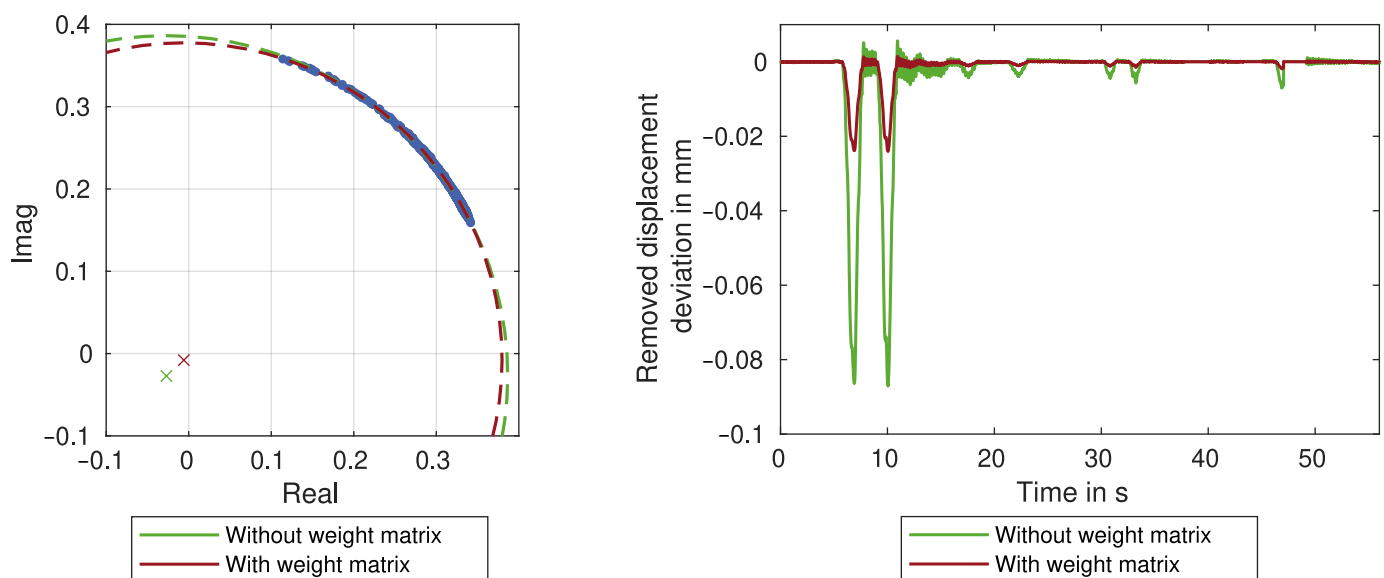 0.4
0.3
0.2
0.1
0
−0.1
Imag
−0.1
0
0.1
0.2
0.3
Real
Without weight matrix
With weight matrix
0
−0.02
−0.04
−0.06
−0.08
−0.1
Removed displacement
deviation in mm
0
10
20
30
40
50
Time in s
Without weight matrix
With weight matrix